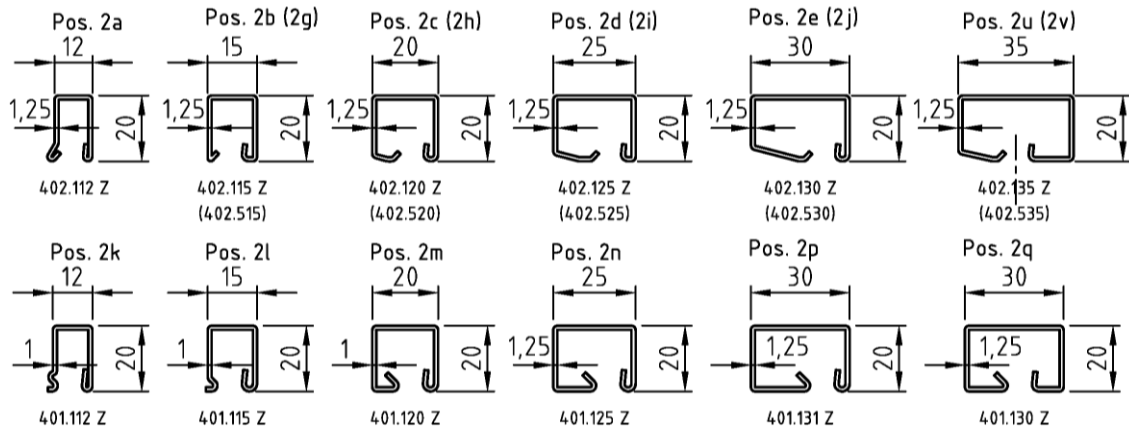 Pos. 2a Pos. 2b (2g) Pos. 2c (2h) Pos. 2d (2i) Pos. 2e (2j) Pos. 2u (2v)
12 15 20 25 30 35
1,25 20 1,25 20 1,25 20 1,25 20 1,25 20 1,25 20
402.112 Z 402.115 Z 402.120 Z 402.125 Z 402.130 Z 402.135 Z
(402.515) (402.520) (402.525) (402.530) (402.535)
Pos. 2k Pos. 2l Pos. 2m Pos. 2n Pos. 2p Pos. 2q
12 15 20 25 30 30
1 20 1 20 1 20 1,25 20 1,25 20 1,25 20
401.112 Z 401.115 Z 401.120 Z 401.125 Z 401.131 Z 401.130 Z